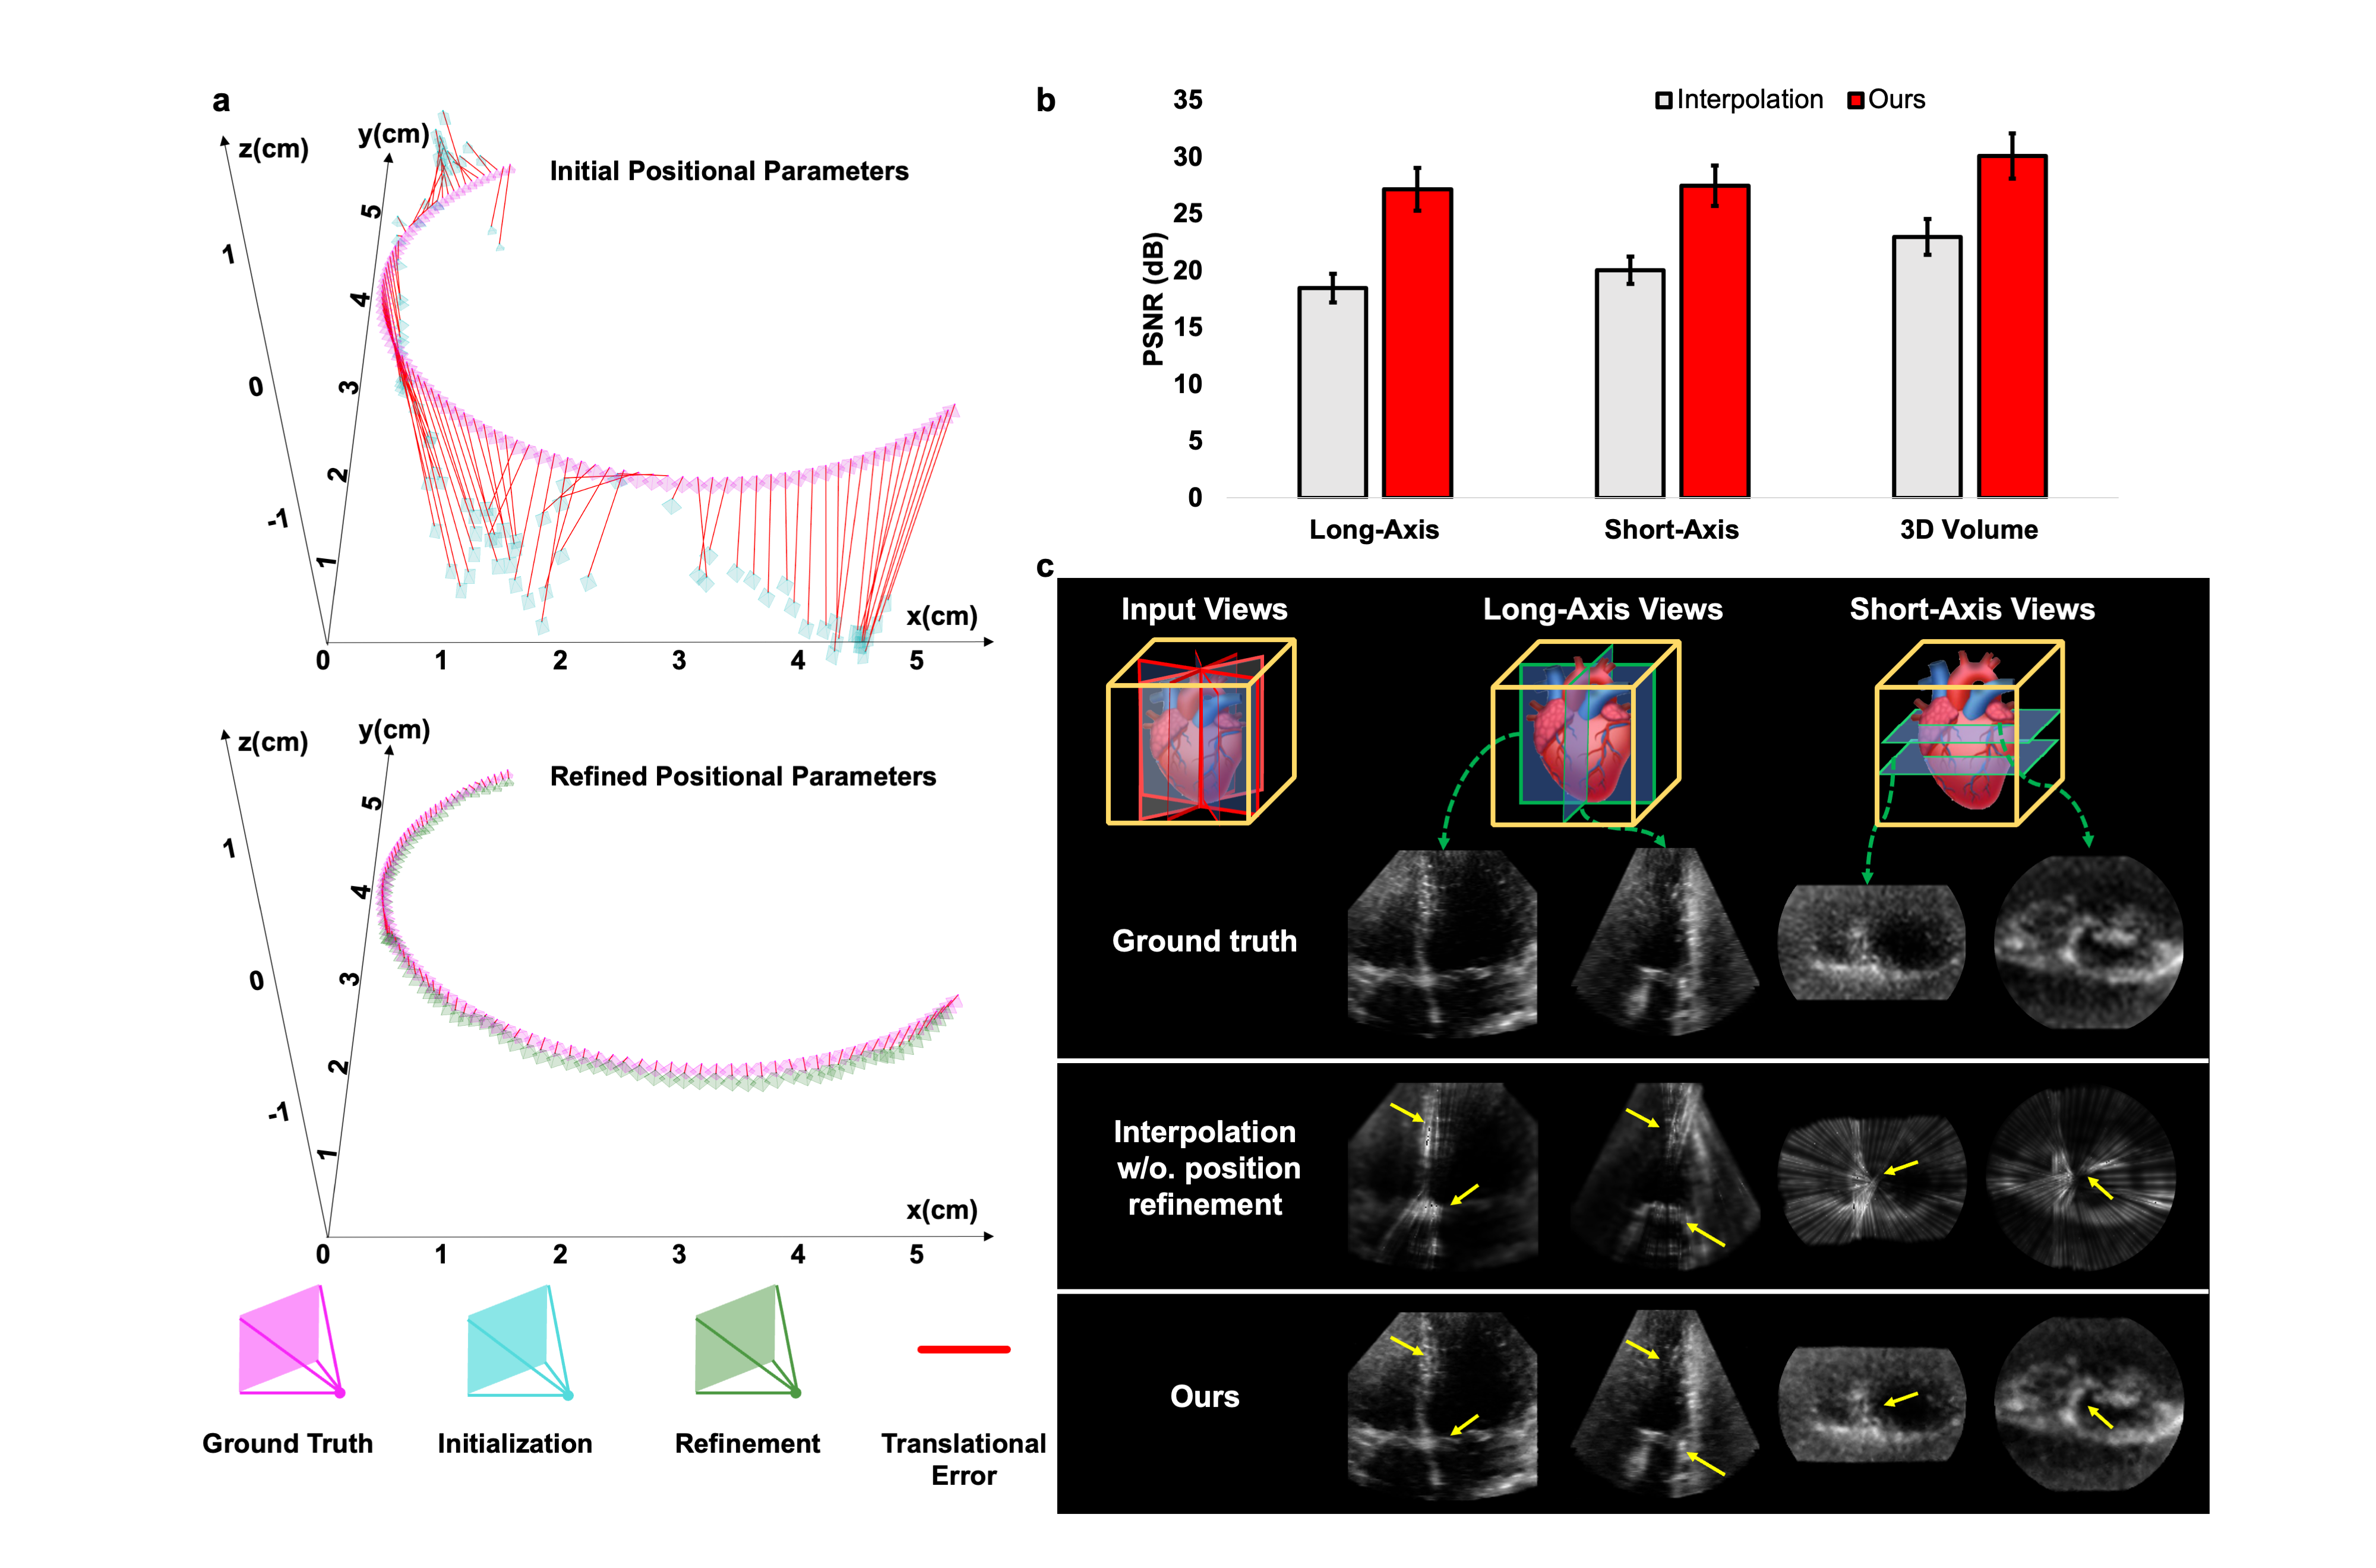 a
z(cm)
y(cm)
Initial Positional Parameters
5
1
4
0
3
2
-1
1
x(cm)
0 1 2 3 4 5
z(cm)
y(cm)
Refined Positional Parameters
5
1
4
0
3
2
-1
1
x(cm)
0 1 2 3 4 5
Ground Truth
Initialization
Refinement
Translational
Error
b
Interpolation Ours
PSNR (dB)
35
30
25
20
15
10
5
0
Long-Axis Short-Axis 3D Volume
c
Input Views Long-Axis Views Short-Axis Views
Ground truth
Interpolation
w/o. position
refinement
Ours